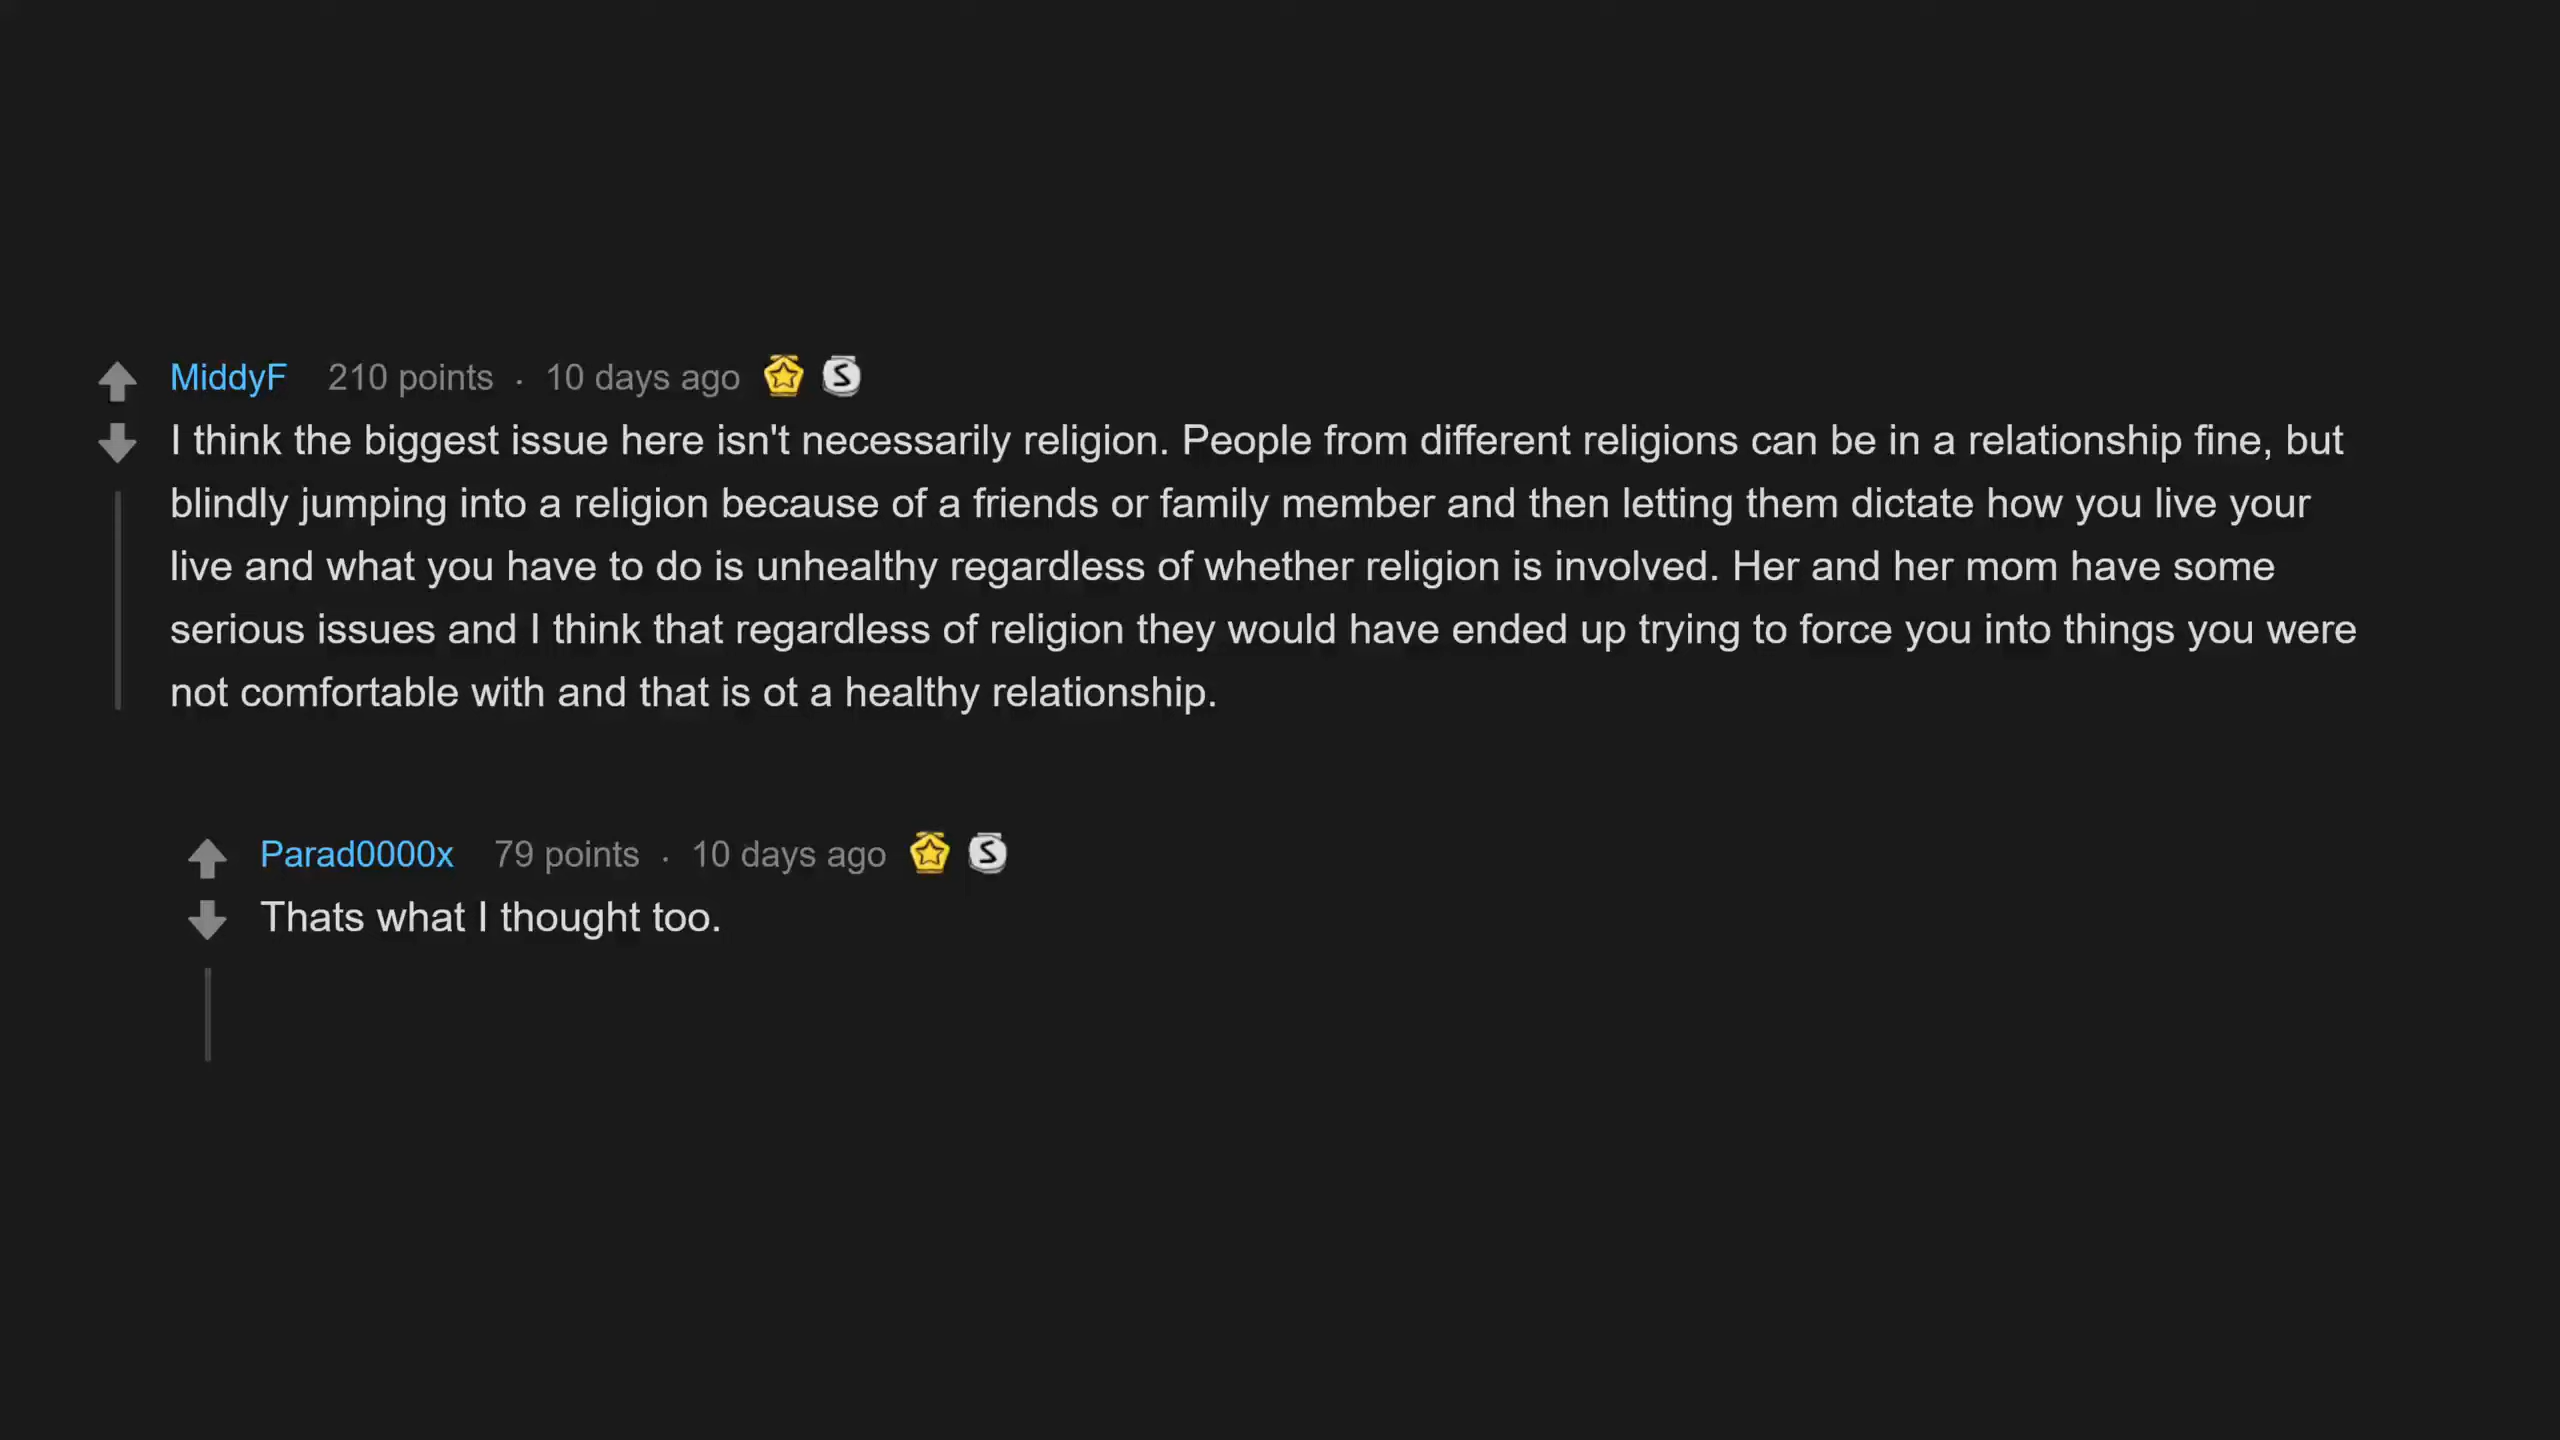 MiddyF 210 points · 10 days ago
I think the biggest issue here isn't necessarily religion. People from different religions can be in a relationship fine, but
blindly jumping into a religion because of a friends or family member and then letting them dictate how you live your
live and what you have to do is unhealthy regardless of whether religion is involved. Her and her mom have some
serious issues and I think that regardless of religion they would have ended up trying to force you into things you were
not comfortable with and that is ot a healthy relationship.
Parad0000x 79 points · 10 days ago
Thats what I thought too.